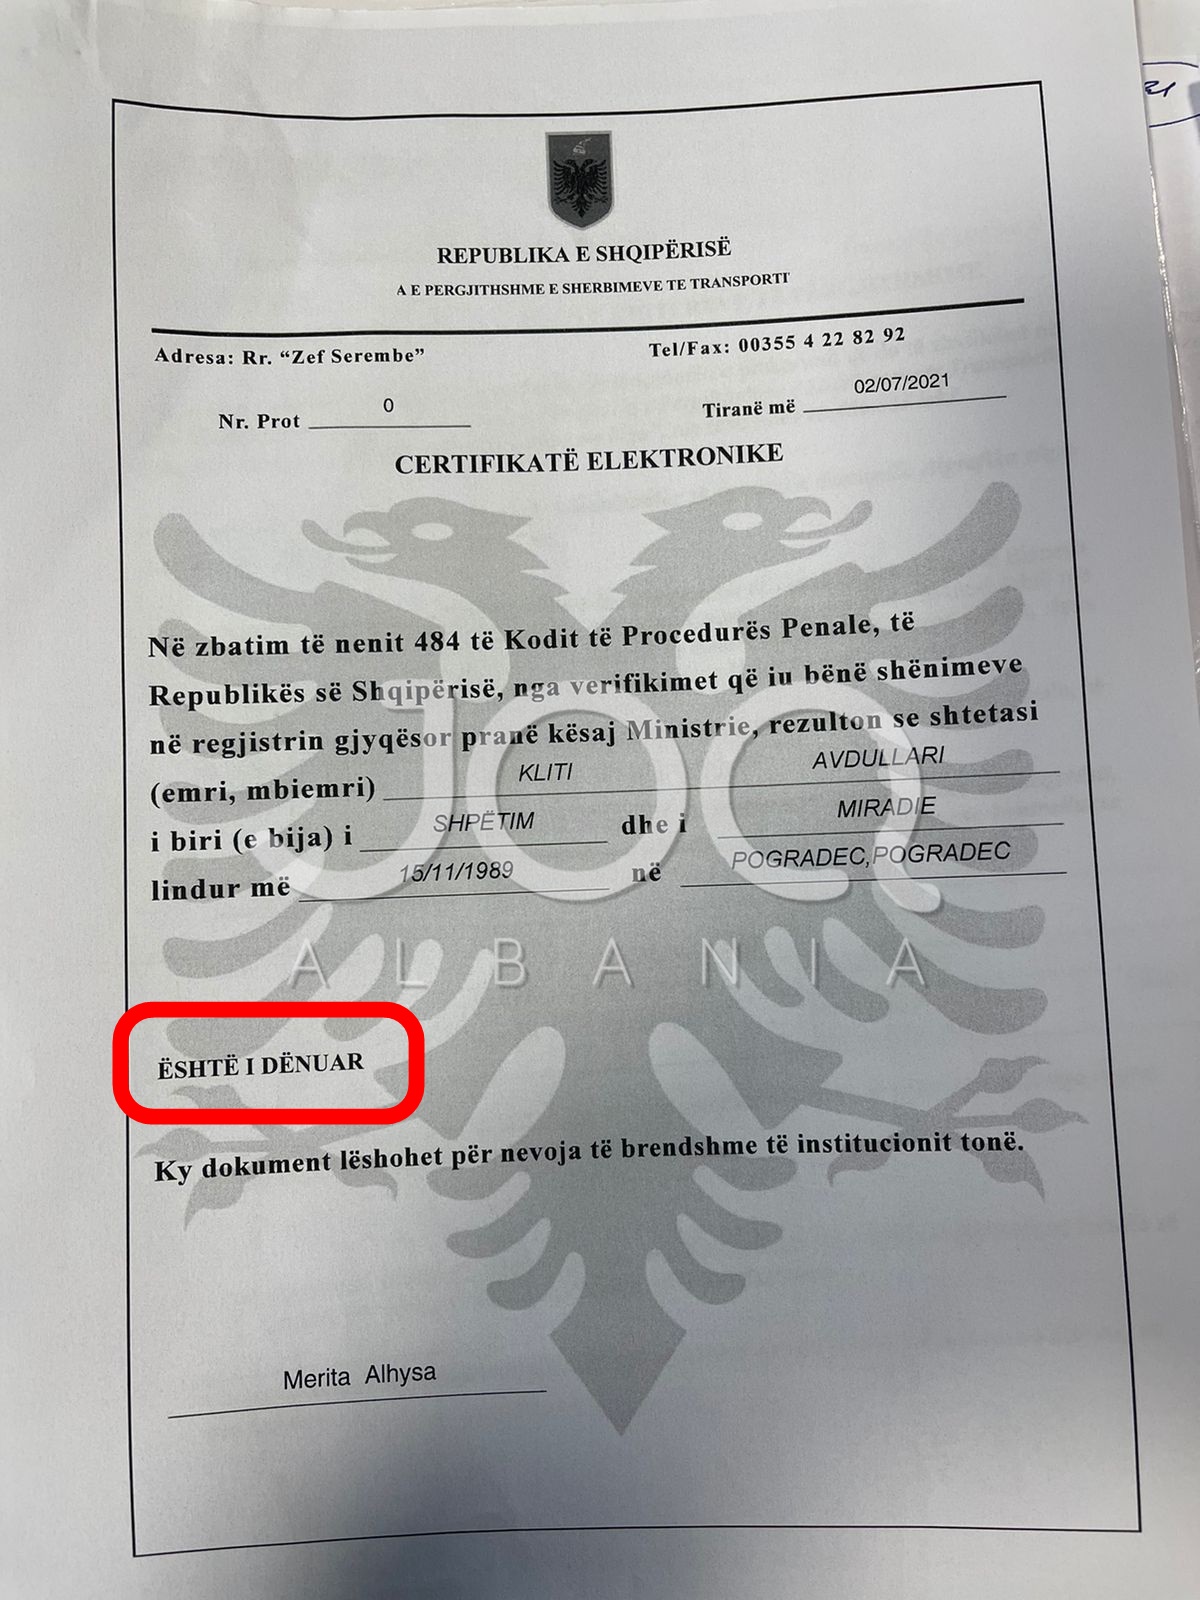 REPUBLIKA E SHQIPËRISË
A E PERGJITHSHME E SHERBIMEVE TE TRANSPORTI
Adresa: Rr. “Zef Serembe” Tel/Fax: 00355 4 22 82 92
Nr. Prot 0 Tiranë më 02/07/2021
CERTIFIKATË ELEKTRONIKE
Në zbatim të nenit 484 të Kodit të Procedurës Penale, të
Republikës së Shqipërisë, nga verifikimet që iu bënë shënimeve
në regjistrin gjyqësor pranë kësaj Ministrie, rezulton se shtetasi
(emri, mbiemri) KLITI AVDULLARI
i biri (e bija) i SHPËTIM dhe i MIRADIE
lindur më 15/11/1989 në POGRADEC,POGRADEC
JOQ
ALBANIA
ËSHTË I DËNUAR
Ky dokument lëshohet për nevoja të brendshme të institucionit tonë.
Merita Alhysa